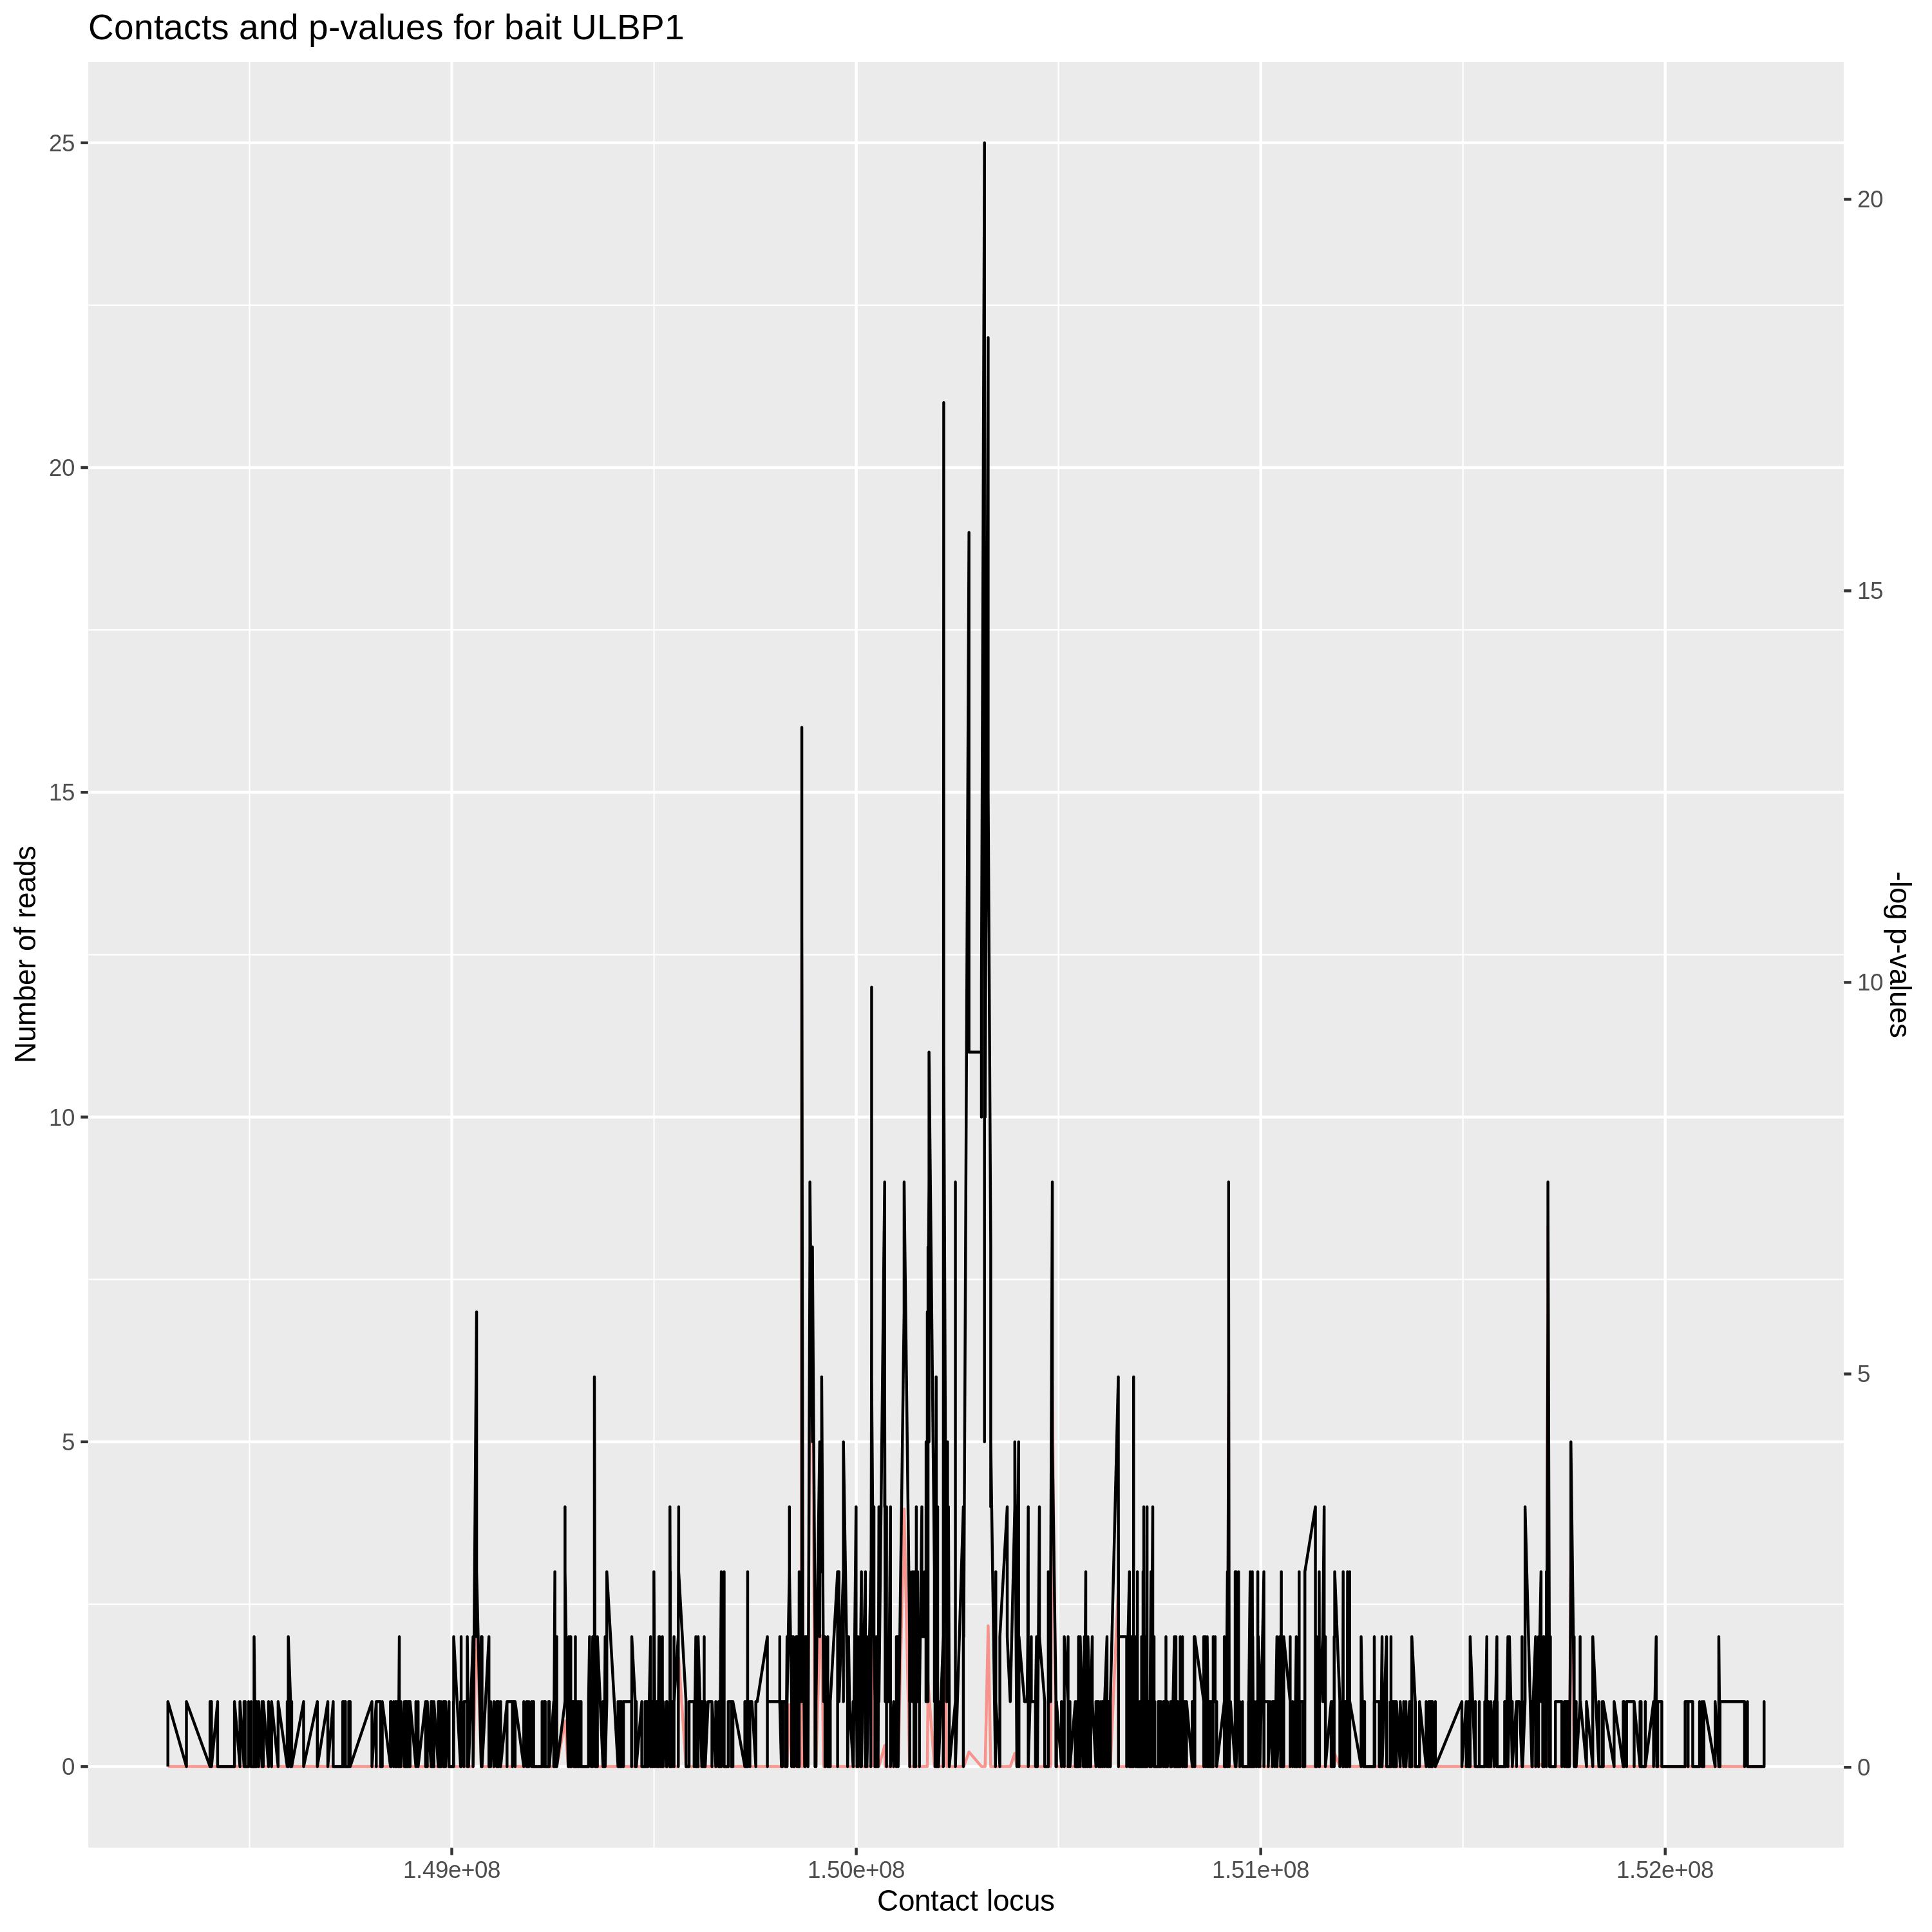 Contacts and p-values for bait ULBP1
25
20
15
10
5
0
Number of reads
20
15
10
5
0
-log p-values
1.49e+08
1.50e+08
1.51e+08
1.52e+08
Contact locus